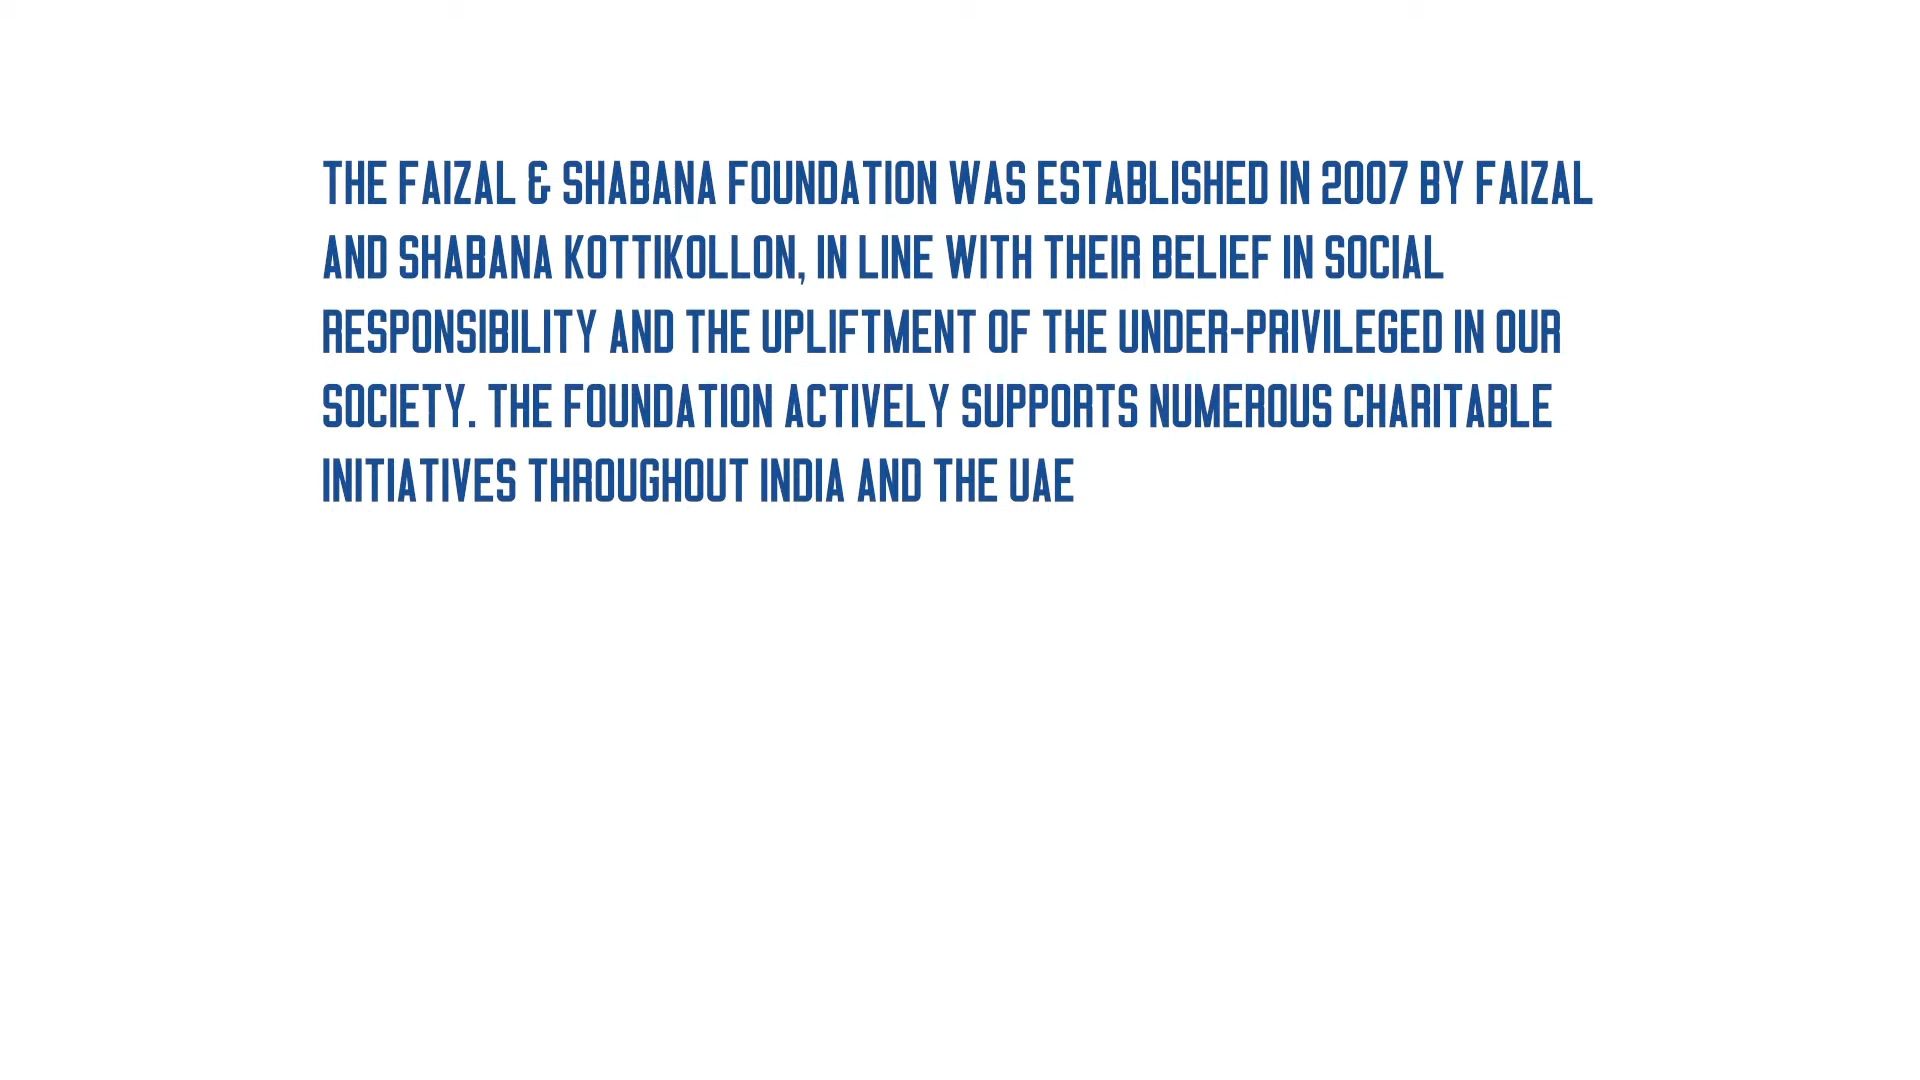 THE FAIZAL & SHABANA FOUNDATION WAS ESTABLISHED IN 2007 BY FAIZAL
AND SHABANA KOTTIKOLLON, IN LINE WITH THEIR BELIEF IN SOCIAL
RESPONSIBILITY AND THE UPLIFTMENT OF THE UNDER-PRIVILEGED IN OUR
SOCIETY. THE FOUNDATION ACTIVELY SUPPORTS NUMEROUS CHARITABLE
INITIATIVES THROUGHOUT INDIA AND THE UAE